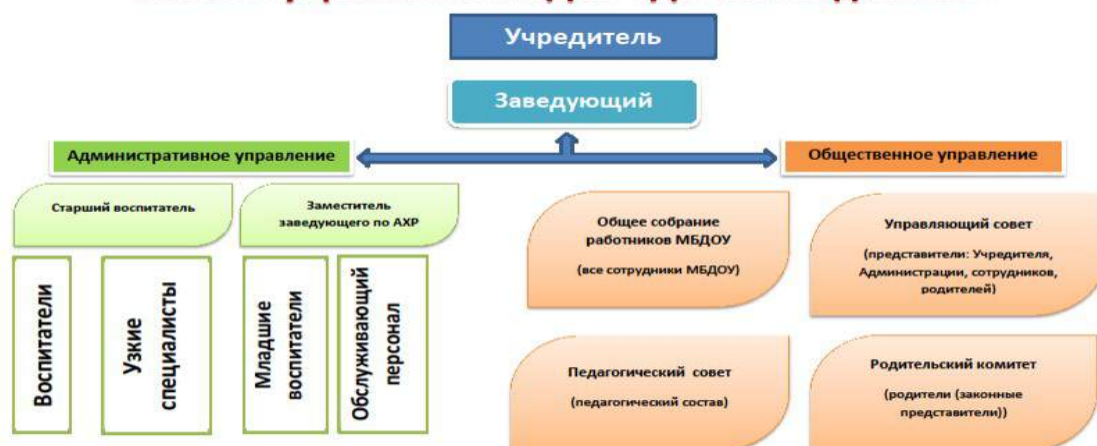 Учредитель
Заведующий
Административное управление
Общественное управление
Старший воспитатель
Заместитель
заведующего по АХР
Воспитатели
Узкие
специалисты
Младшие
воспитатели
Обслуживающий
персонал
Общее собрание
работников МБДОУ
(все сотрудники МБДОУ)
Управляющий совет
(представители: Учредителя,
Администрации, сотрудников,
родителей)
Педагогический совет
(педагогический состав)
Родительский комитет
(родители (законные
представители))